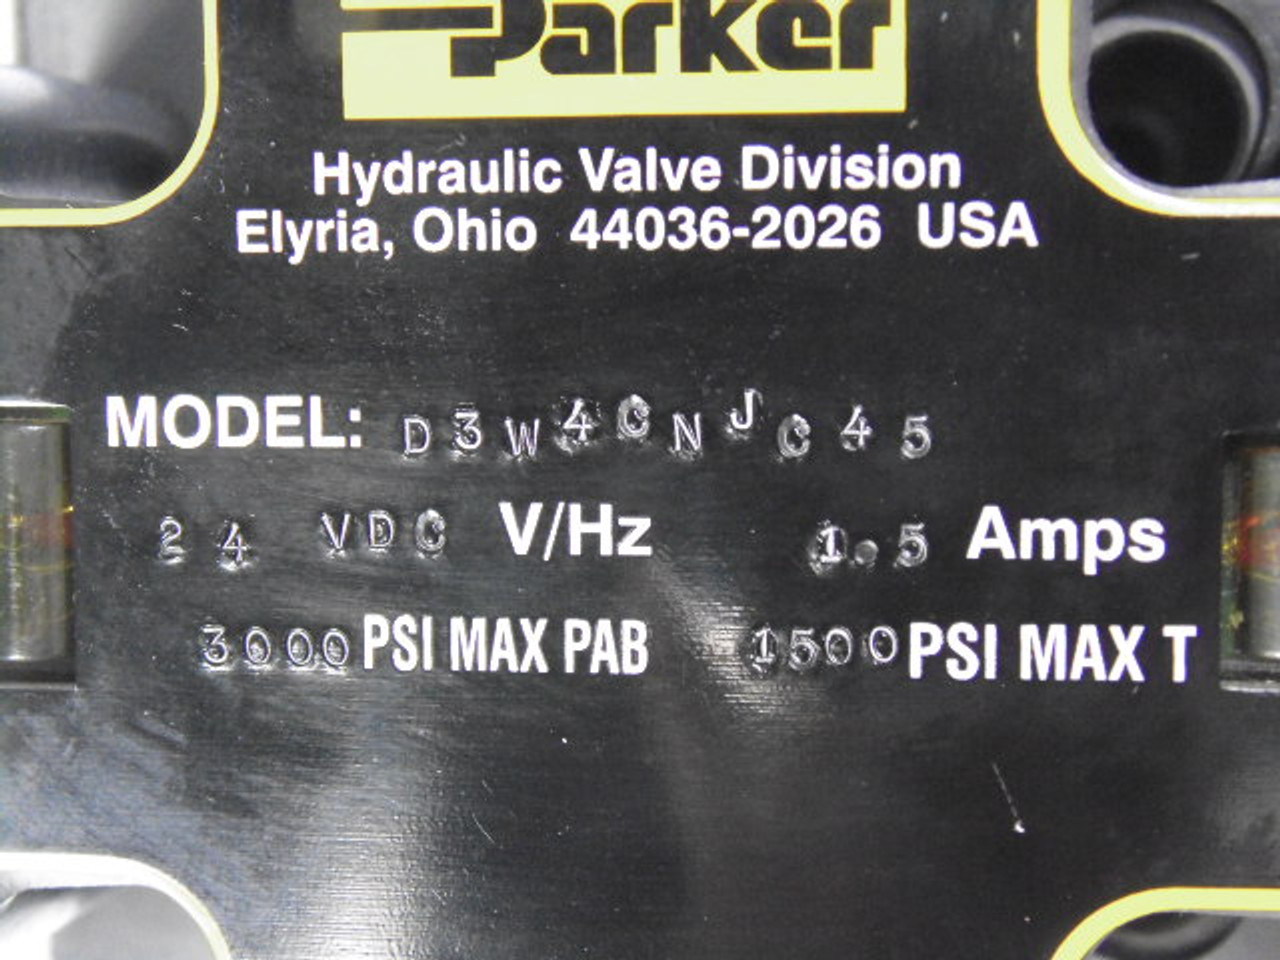 Parker
Hydraulic Valve Division
Elyria, Ohio 44036-2026 USA
MODEL: D3W4CNJC45
24 VDC V/Hz 1.5 Amps
3000 PSI MAX PAB 1500 PSI MAX T